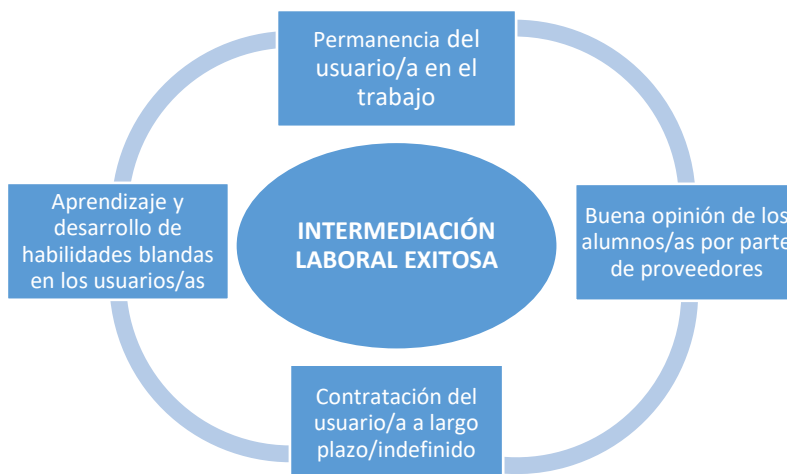 Permanencia del
usuario/a en el
trabajo
Aprendizaje y
desarrollo de
habilidades blandas
en los usuarios/as
INTERMEDIACIÓN
LABORAL EXITOSA
Buena opinión de los
alumnos/as por parte
de proveedores
Contratación del
usuario/a a largo
plazo/indefinido